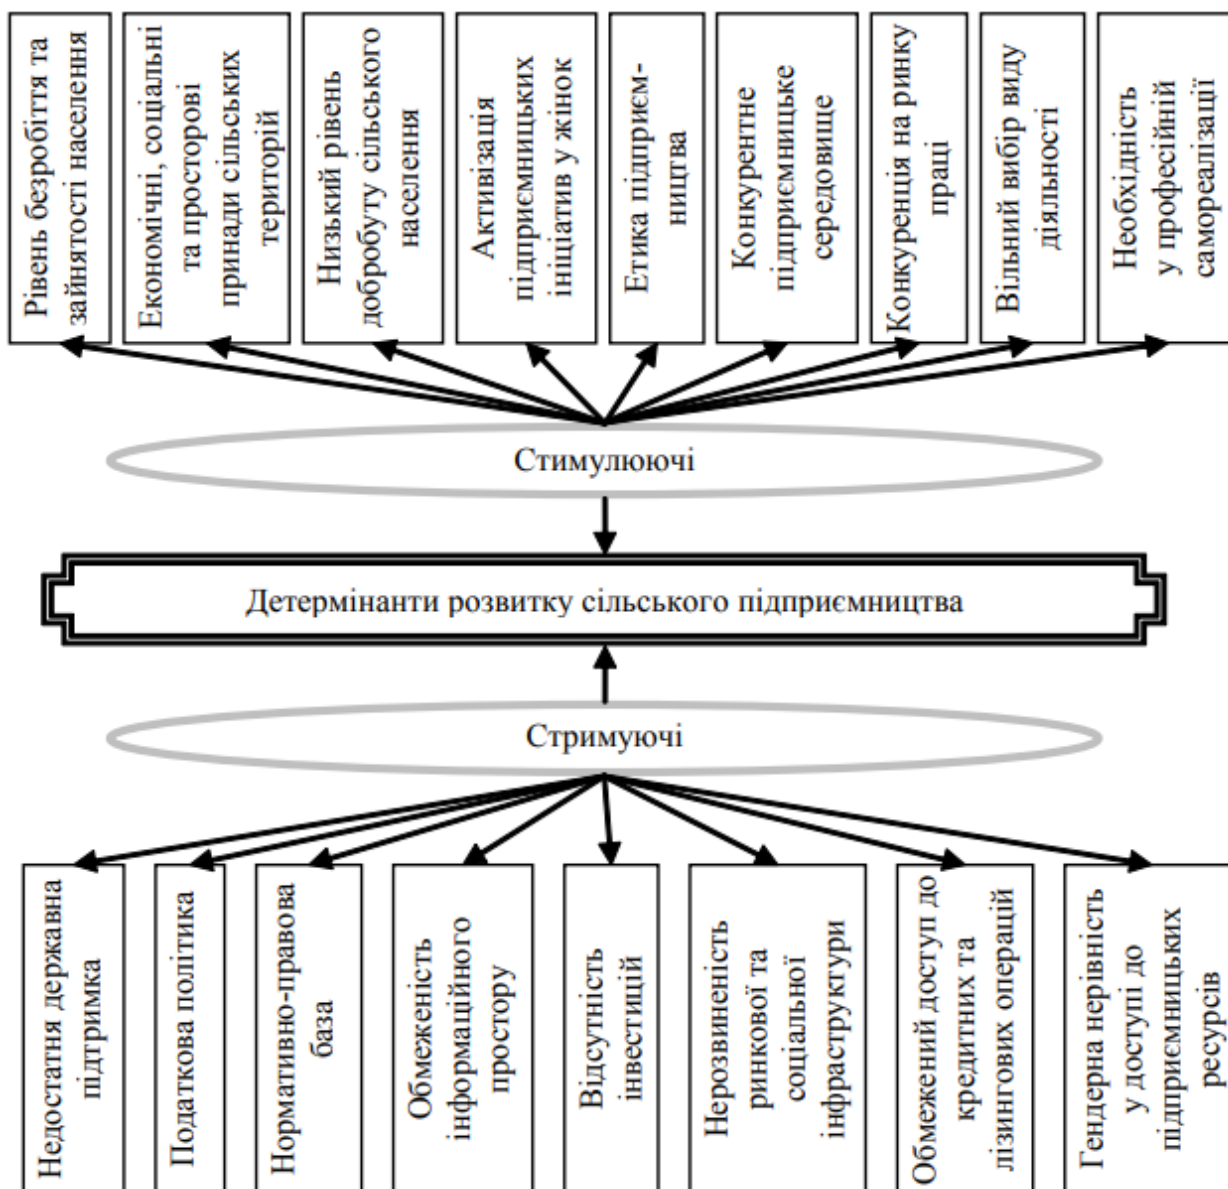 Рівень безробіття та
зайнятості населення
Економічні, соціальні
та просторові
принади сільських
територій
Низький рівень
добробуту сільського
населення
Активізація
підприємницьких
ініціатив у жінок
Етика підприєм-
ництва
Конкурентне
підприємницьке
середовище
Конкуренція на ринку
праці
Вільний вибір виду
діяльності
Необхідність
у професійній
самореалізації
Стимулюючі
Детермінанти розвитку сільського підприємництва
Стримуючі
Недостатня державна
підтримка
Податкова політика
Нормативно-правова
база
Обмеженість
інформаційного
простору
Відсутність
інвестицій
Нерозвиненість
ринкової та
соціальної
інфраструктури
Обмежений доступ до
кредитних та
лізингових операцій
Гендерна нерівність
у доступі до
підприємницьких
ресурсів